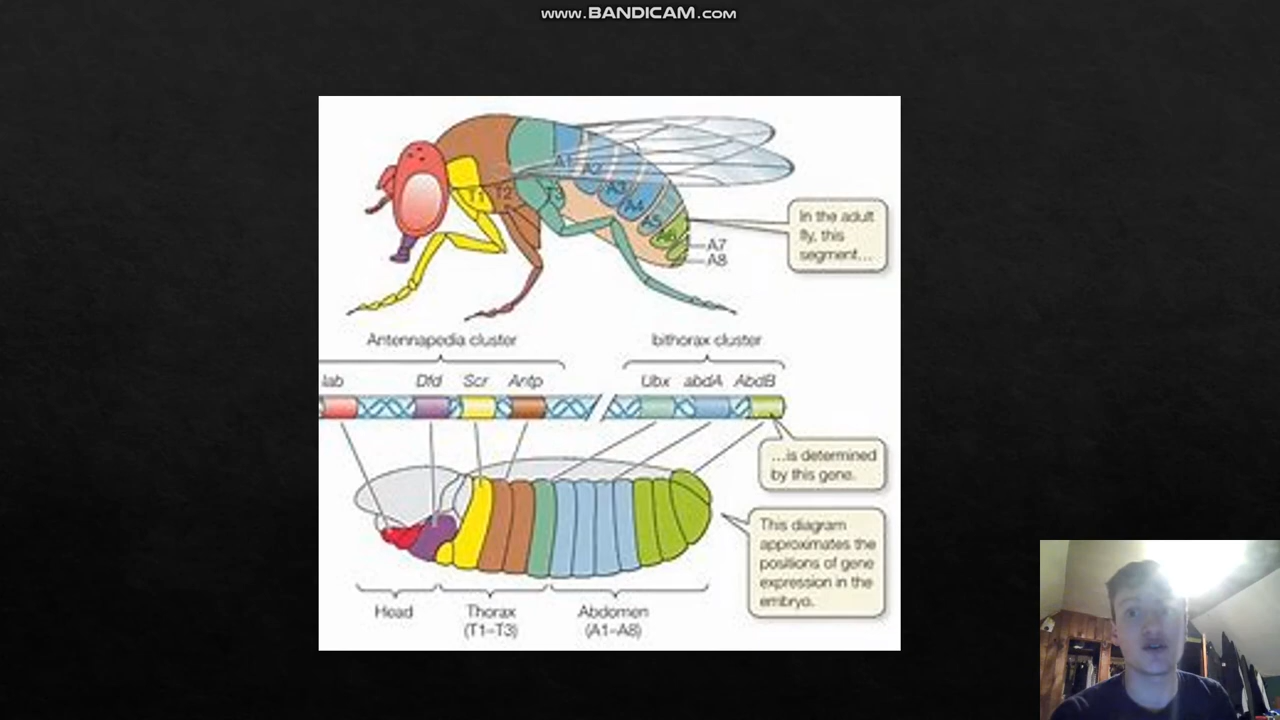 WWW.BANDICAM.COM
T1
T2
T3
A1
A2
A3
A4
A5
A6
A7
A8
In the adult
fly, this
segment...
Antennapedia cluster
bithorax cluster
lab
Dfd
Scr
Antp
Ubx
abdA
AbdB
...is determined
by this gene.
This diagram
approximates the
positions of gene
expression in the
embryo.
Head
Thorax
(T1–T3)
Abdomen
(A1–A8)